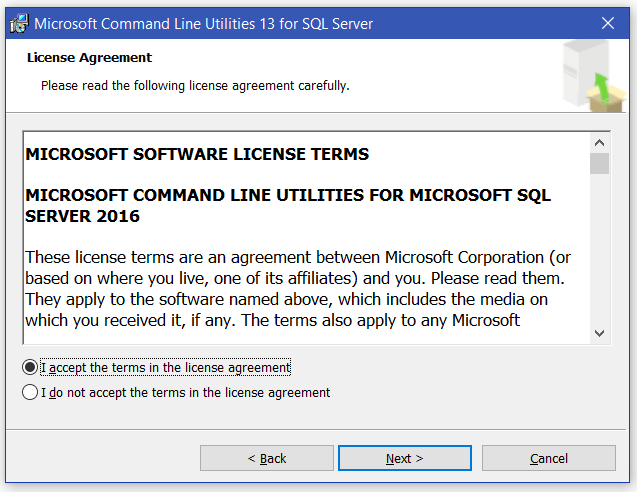 Microsoft Command Line Utilities 13 for SQL Server
License Agreement
Please read the following license agreement carefully.
MICROSOFT SOFTWARE LICENSE TERMS
MICROSOFT COMMAND LINE UTILITIES FOR MICROSOFT SQL
SERVER 2016
These license terms are an agreement between Microsoft Corporation (or
based on where you live, one of its affiliates) and you. Please read them.
They apply to the software named above, which includes the media on
which you received it, if any. The terms also apply to any Microsoft
I accept the terms in the license agreement
I do not accept the terms in the license agreement
< Back
Next >
Cancel